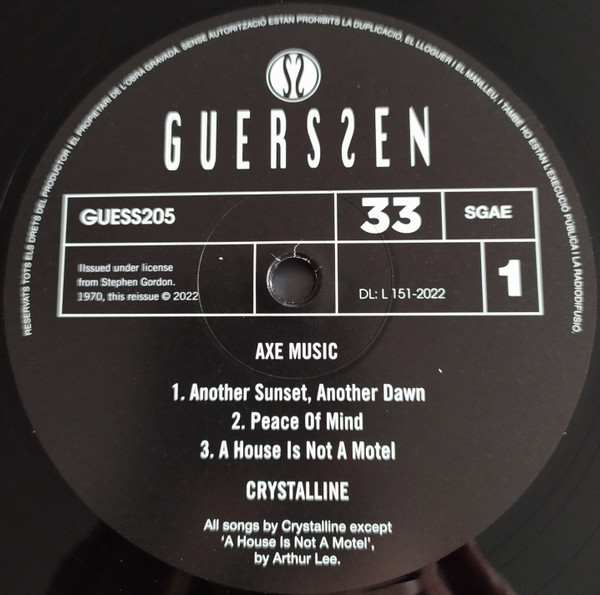 RESERVATS TOTS ELS DRETS DEL PRODUCTOR I EL PROPIETARI DE L'OBRA GRAVADA. SENSE AUTORITZACIÓ ESTAN PROHIBITS LA DUPLICACIÓ, EL LLOGUER I EL MANLLEU, I TAMBÉ HO ESTAN L'EXECUCIÓ PÚBLICA I LA RADIODIFUSIÓ.
GUERSSEN
GUESS205
33
SGAE
IIssued under license
from Stephen Gordon.
1970, this reissue © 2022
DL: L 151-2022
1
AXE MUSIC
1. Another Sunset, Another Dawn
2. Peace Of Mind
3. A House Is Not A Motel
CRYSTALLINE
All songs by Crystalline except
'A House Is Not A Motel',
by Arthur Lee.